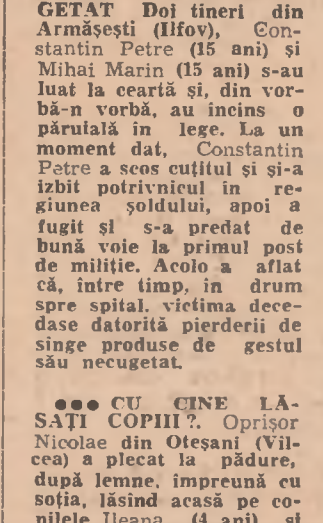 GETAT Doi tineri din
Armășești (Ilfov), Con-
stantin Petre (15 ani) și
Mihai Marin (15 ani) s-au
luat la ceartă și, din vor-
bă-n vorbă, au încins o
păruială în lege. La un
moment dat, Constantin
Petre a scos cuțitul și și-a
izbit potrivnicul în re-
giunea șoldului, apoi a
fugit și s-a predat de
bună voie la primul post
de miliție. Acolo a aflat
că, între timp, în drum
spre spital. victima dece-
dase datorită pierderii de
sînge produse de gestul
său necugetat.
●●● CU CINE LĂ-
SAȚI COPIII?. Oprișor
Nicolae din Oteșani (Vîl-
cea) a plecat la pădure,
după lemne, împreună cu
soția, lăsînd acasă pe co-
pilele Ileana (4 ani) și